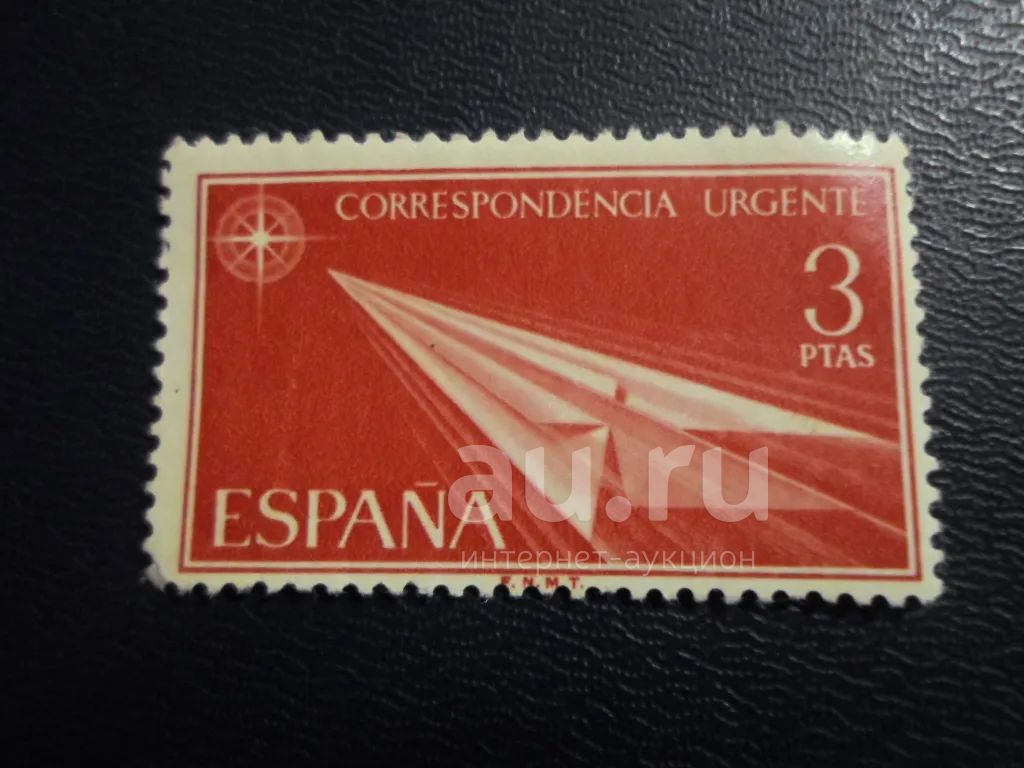 CORRESPONDENCIA URGENTE
3
PTAS
ESPAÑA
au.ru
интернет-аукцион
F.N.M.T.